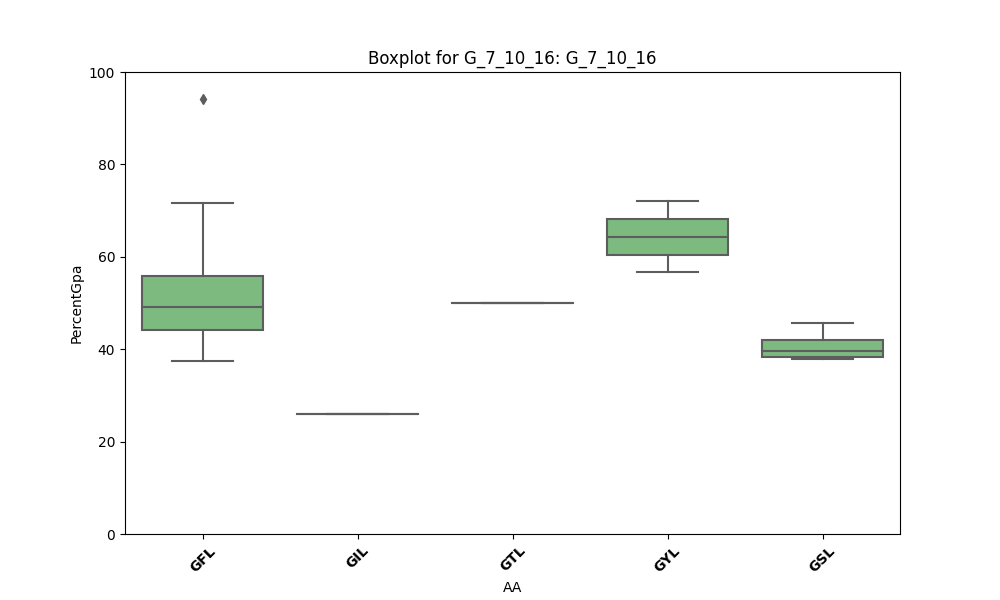 Boxplot for G_7_10_16: G_7_10_16
100
80
60
40
20
0
PercentGpa
GFL
GIL
GTL
GYL
GSL
AA